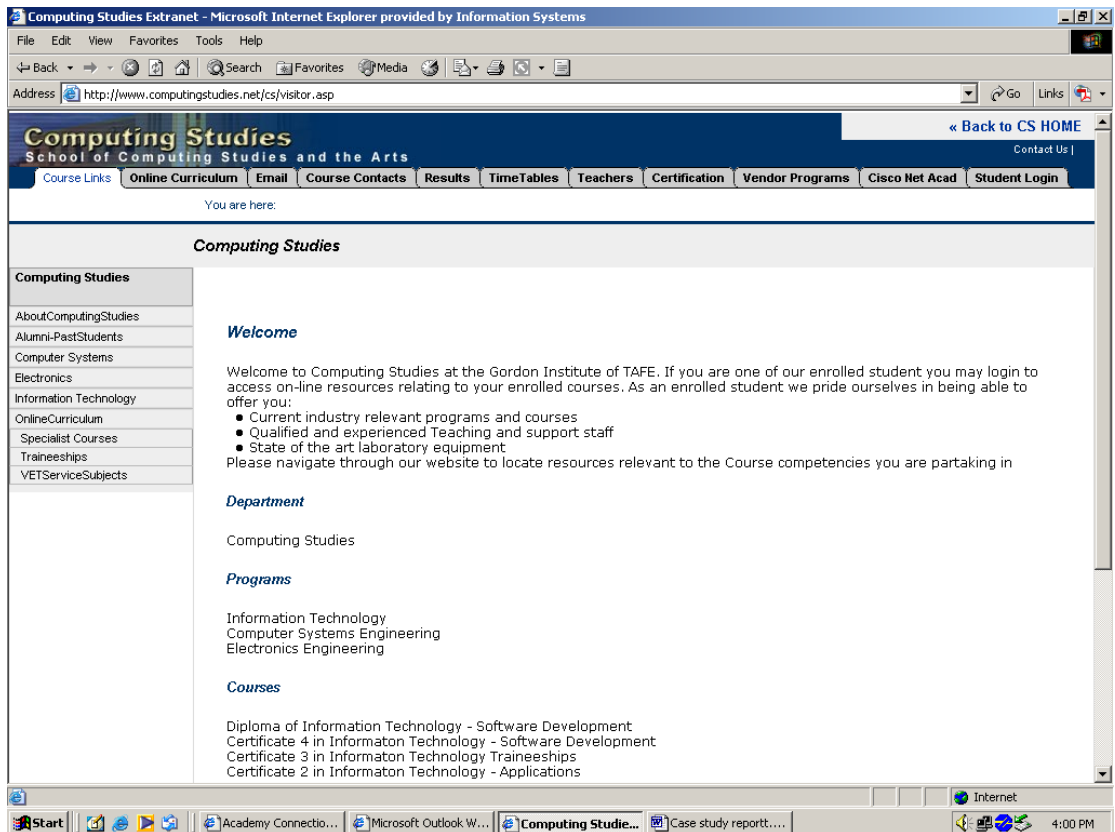 Computing Studies Extranet - Microsoft Internet Explorer provided by Information Systems
File Edit View Favorites Tools Help
Back Search Favorites Media
Address http://www.computingstudies.net/cs/visitor.asp Go Links
Computing Studies
School of Computing Studies and the Arts
« Back to CS HOME
Contact Us |
Course Links Online Curriculum Email Course Contacts Results TimeTables Teachers Certification Vendor Programs Cisco Net Acad Student Login
You are here:
Computing Studies
Computing Studies
AboutComputingStudies
Alumni-PastStudents
Computer Systems
Electronics
Information Technology
OnlineCurriculum
Specialist Courses
Traineeships
VETServiceSubjects
Welcome
Welcome to Computing Studies at the Gordon Institute of TAFE. If you are one of our enrolled student you may login to
access on-line resources relating to your enrolled courses. As an enrolled student we pride ourselves in being able to
offer you:
● Current industry relevant programs and courses
● Qualified and experienced Teaching and support staff
● State of the art laboratory equipment
Please navigate through our website to locate resources relevant to the Course competencies you are partaking in
Department
Computing Studies
Programs
Information Technology
Computer Systems Engineering
Electronics Engineering
Courses
Diploma of Information Technology - Software Development
Certificate 4 in Informaton Technology - Software Development
Certificate 3 in Informaton Technology Traineeships
Certificate 2 in Informaton Technology - Applications
Internet
Start Academy Connectio... Microsoft Outlook W... Computing Studie... Case study reportt.... 4:00 PM